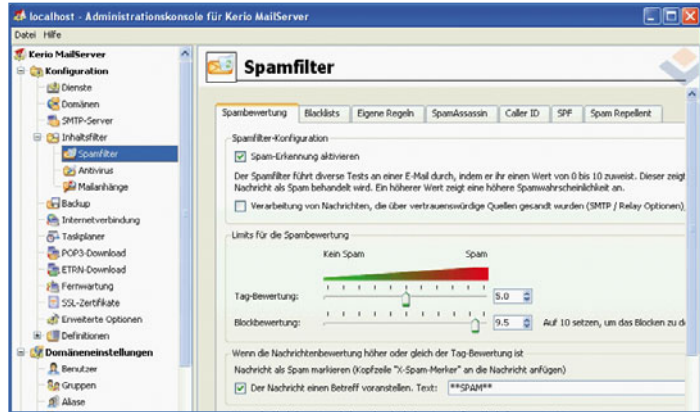 localhost - Administrationskonsole für Kerio MailServer
Datei Hilfe
Kerio MailServer
Konfiguration
Dienste
Domänen
SMTP-Server
Inhaltsfilter
Spamfilter
Antivirus
Mailanhänge
Backup
Internetverbindung
Taskplaner
POP3-Download
ETRN-Download
Fernwartung
SSL-Zertifikate
Erweiterte Optionen
Definitionen
Domäneneinstellungen
Benutzer
Gruppen
Aliase
Spamfilter
Spambewertung Blacklists Eigene Regeln SpamAssassin Caller ID SPF Spam Repellent
Spamfilter-Konfiguration
Spam-Erkennung aktivieren
Der Spamfilter führt diverse Tests an einer E-Mail durch, indem er ihr einen Wert von 0 bis 10 zuweist. Dieser zeigt
Nachricht als Spam behandelt wird. Ein höherer Wert zeigt eine höhere Spamwahrscheinlichkeit an.
Verarbeitung von Nachrichten, die über vertrauenswürdige Quellen gesandt wurden (SMTP / Relay Optionen)
Limits für die Spambewertung
Kein Spam Spam
Tag-Bewertung: 5.0
Blockbewertung: 9.5 Auf 10 setzen, um das Blocken zu d
Wenn die Nachrichtenbewertung höher oder gleich der Tag-Bewertung ist
Nachricht als Spam markieren (Kopfzeile "X-Spam-Merker" an die Nachricht anfügen)
Der Nachricht einen Betreff voranstellen. Text: **SPAM**